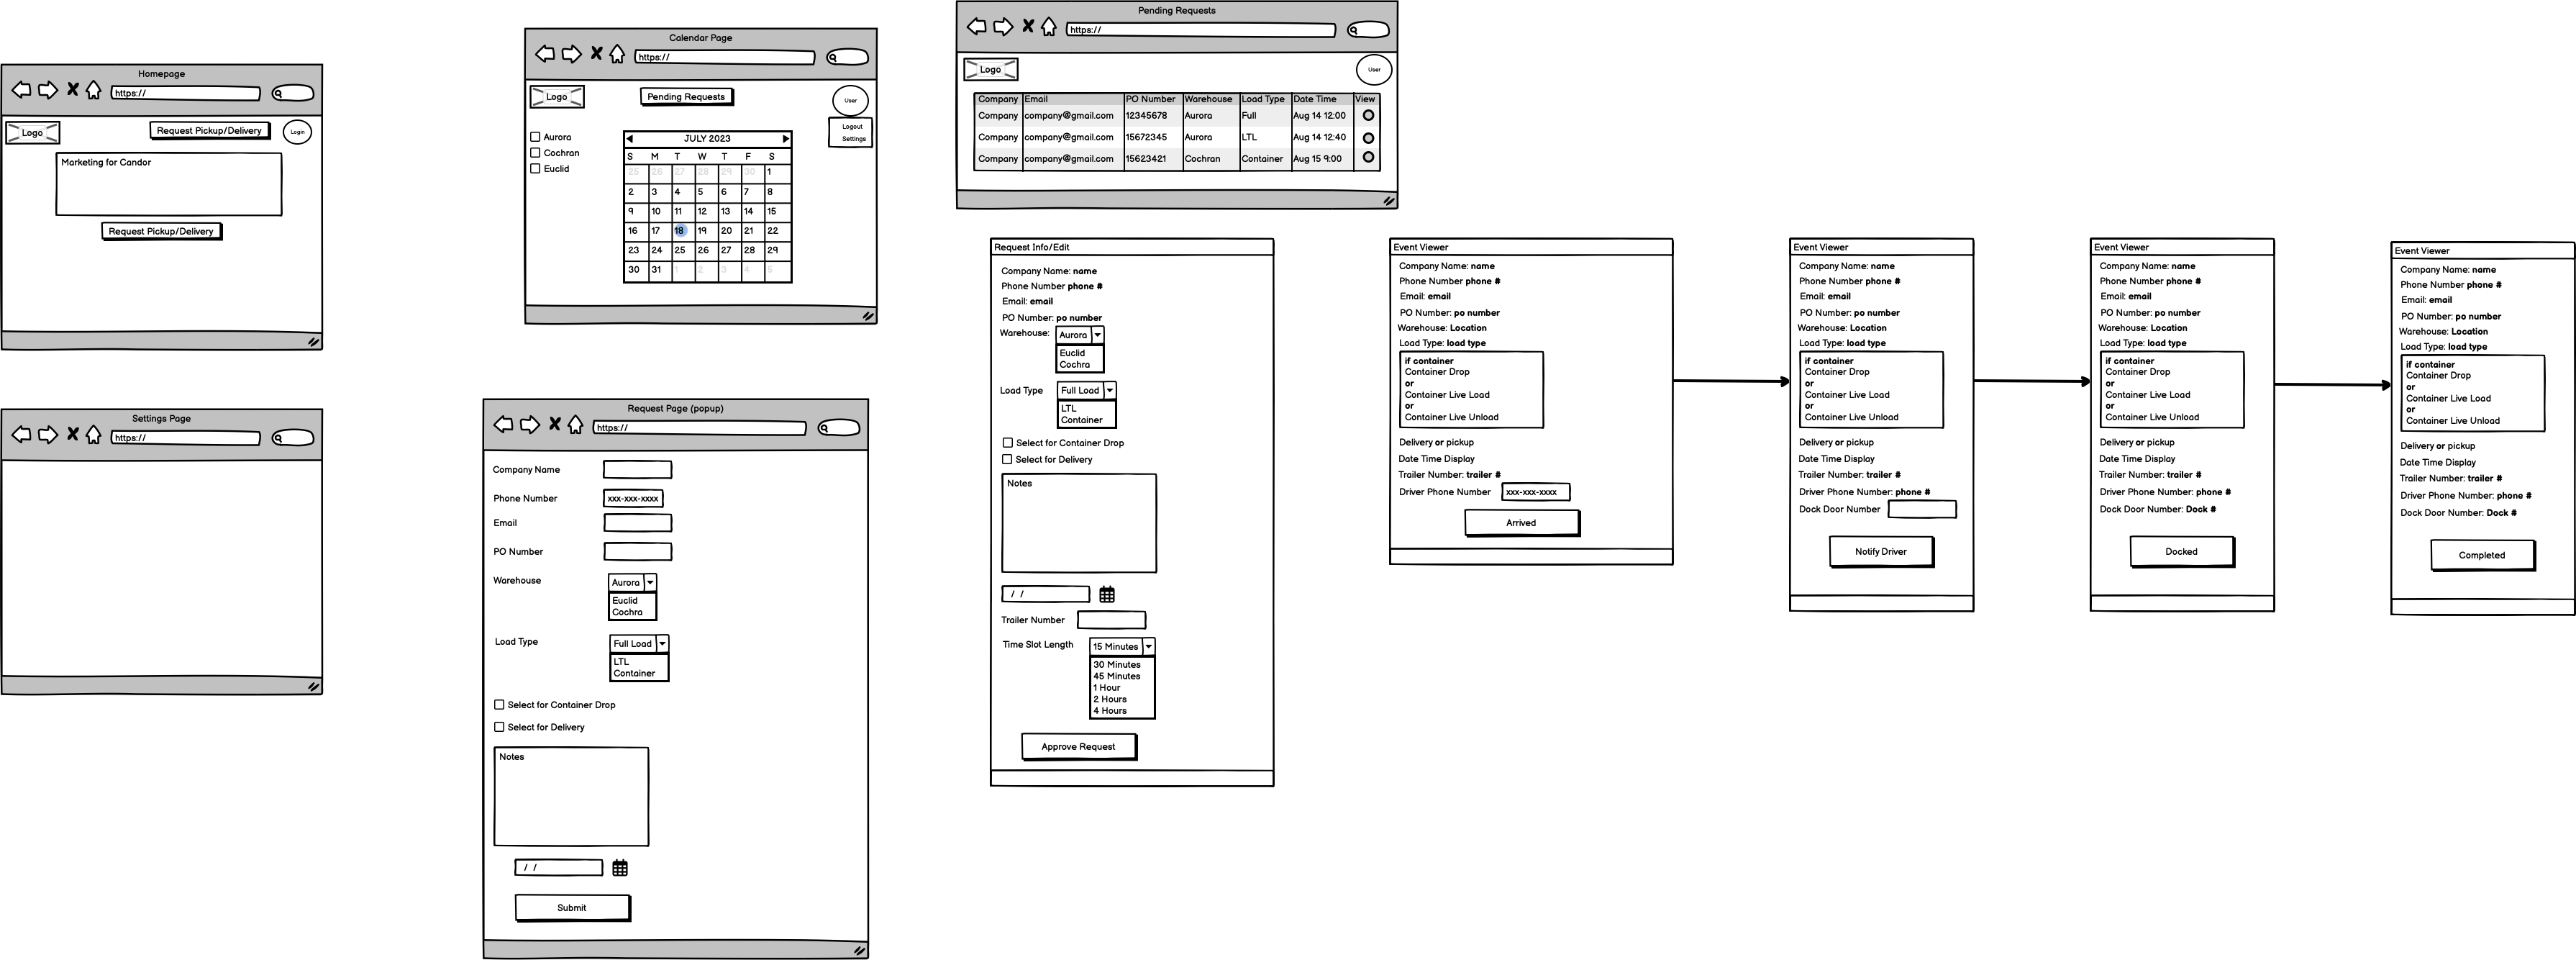 Homepage
https://
Logo
Request Pickup/Delivery
Login
Marketing for Candor
Request Pickup/Delivery
Settings Page
https://
Calendar Page
https://
Logo
Pending Requests
User
Logout
Settings
Aurora
Cochran
Euclid
JULY 2023
S M T W T F S
25 26 27 28 29 30 1
2 3 4 5 6 7 8
9 10 11 12 13 14 15
16 17 18 19 20 21 22
23 24 25 26 27 28 29
30 31 1 2 3 4 5
Request Page (popup)
https://
Company Name
Phone Number xxx-xxx-xxxx
Email
PO Number
Warehouse Aurora
Euclid
Cochra
Load Type Full Load
LTL
Container
Select for Container Drop
Select for Delivery
Notes
/ /
Submit
Pending Requests
https://
Logo
User
Company Email PO Number Warehouse Load Type Date Time View
Company company@gmail.com 12345678 Aurora Full Aug 14 12:00
Company company@gmail.com 15672345 Aurora LTL Aug 14 12:40
Company company@gmail.com 15623421 Cochran Container Aug 15 9:00
Request Info/Edit
Company Name: name
Phone Number phone #
Email: email
PO Number: po number
Warehouse: Aurora
Euclid
Cochra
Load Type Full Load
LTL
Container
Select for Container Drop
Select for Delivery
Notes
/ /
Trailer Number
Time Slot Length 15 Minutes
30 Minutes
45 Minutes
1 Hour
2 Hours
4 Hours
Approve Request
Event Viewer
Company Name: name
Phone Number phone #
Email: email
PO Number: po number
Warehouse: Location
Load Type: load type
if container
Container Drop
or
Container Live Load
or
Container Live Unload
Delivery or pickup
Date Time Display
Trailer Number: trailer #
Driver Phone Number xxx-xxx-xxxx
Arrived
Event Viewer
Company Name: name
Phone Number phone #
Email: email
PO Number: po number
Warehouse: Location
Load Type: load type
if container
Container Drop
or
Container Live Load
or
Container Live Unload
Delivery or pickup
Date Time Display
Trailer Number: trailer #
Driver Phone Number: phone #
Dock Door Number
Notify Driver
Event Viewer
Company Name: name
Phone Number phone #
Email: email
PO Number: po number
Warehouse: Location
Load Type: load type
if container
Container Drop
or
Container Live Load
or
Container Live Unload
Delivery or pickup
Date Time Display
Trailer Number: trailer #
Driver Phone Number: phone #
Dock Door Number: Dock #
Docked
Event Viewer
Company Name: name
Phone Number phone #
Email: email
PO Number: po number
Warehouse: Location
Load Type: load type
if container
Container Drop
or
Container Live Load
or
Container Live Unload
Delivery or pickup
Date Time Display
Trailer Number: trailer #
Driver Phone Number: phone #
Dock Door Number: Dock #
Completed